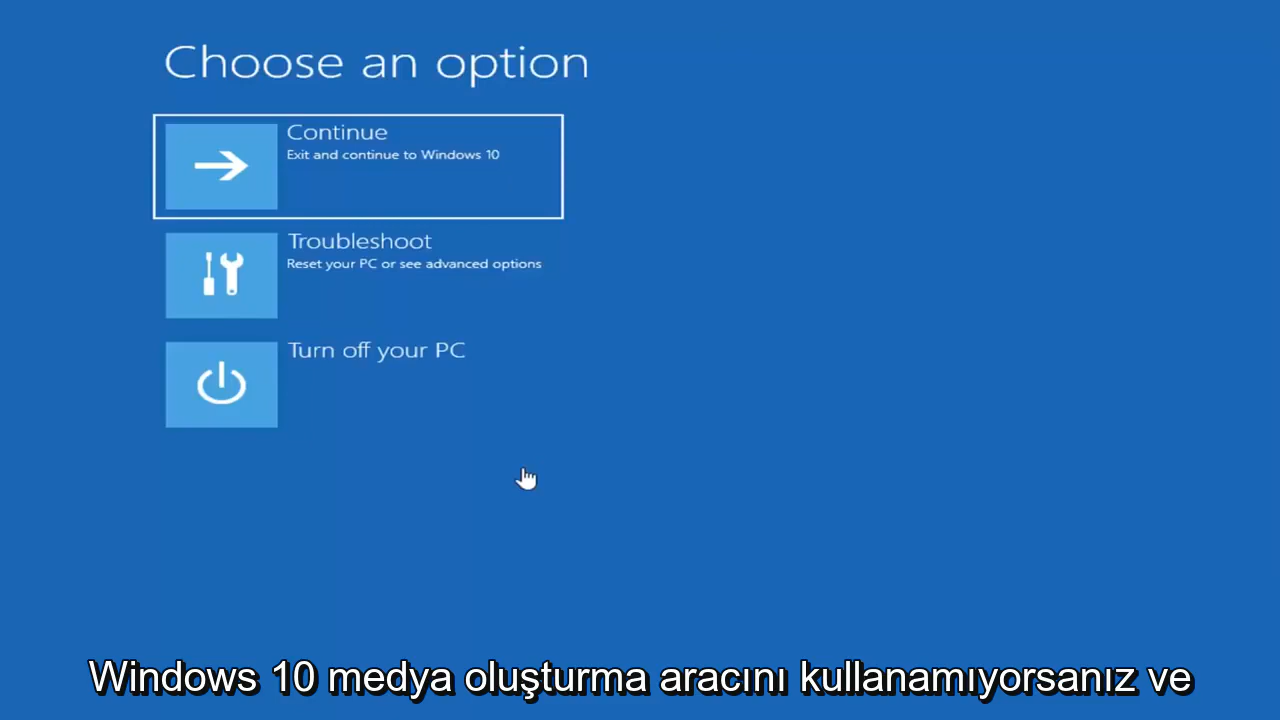 Choose an option
Continue
Exit and continue to Windows 10
Troubleshoot
Reset your PC or see advanced options
Turn off your PC
Windows 10 medya oluşturma aracını kullanamıyorsanız ve